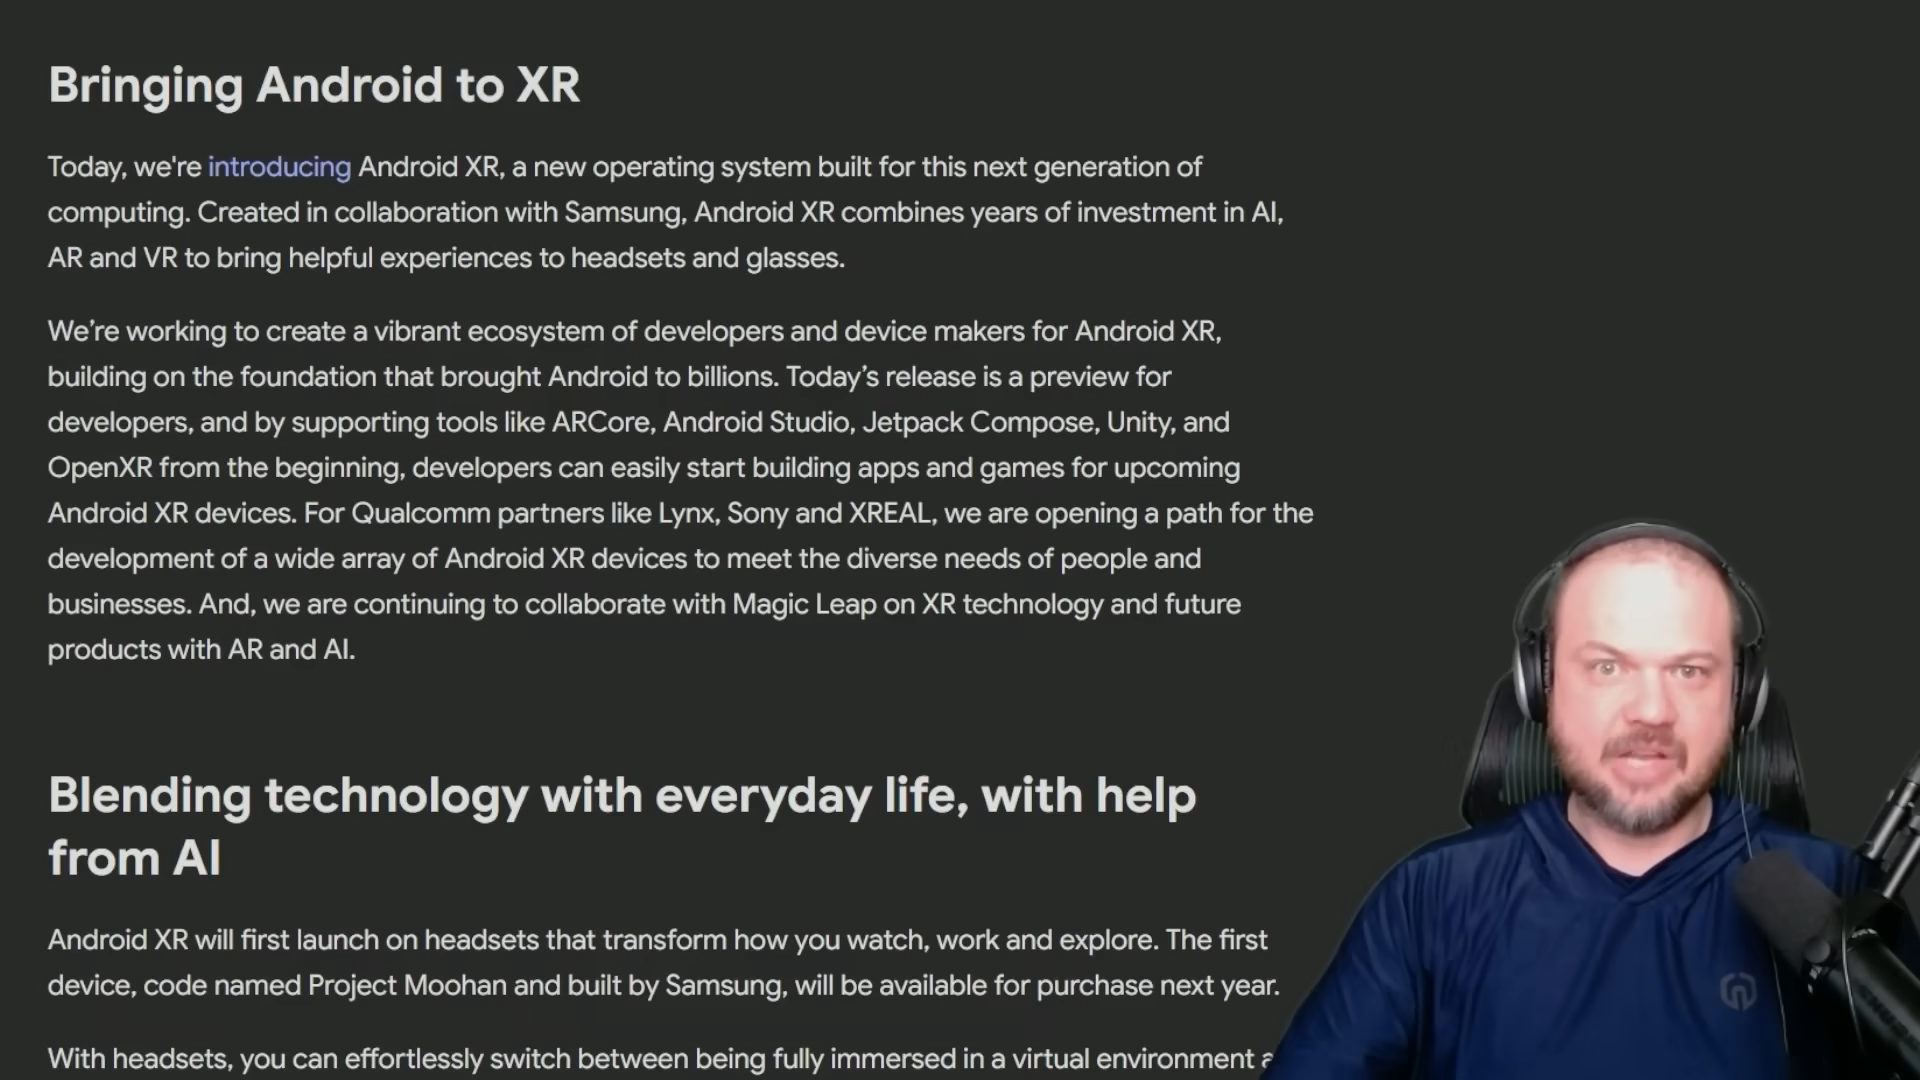 Bringing Android to XR
Today, we're introducing Android XR, a new operating system built for this next generation of
computing. Created in collaboration with Samsung, Android XR combines years of investment in AI,
AR and VR to bring helpful experiences to headsets and glasses.
We’re working to create a vibrant ecosystem of developers and device makers for Android XR,
building on the foundation that brought Android to billions. Today’s release is a preview for
developers, and by supporting tools like ARCore, Android Studio, Jetpack Compose, Unity, and
OpenXR from the beginning, developers can easily start building apps and games for upcoming
Android XR devices. For Qualcomm partners like Lynx, Sony and XREAL, we are opening a path for the
development of a wide array of Android XR devices to meet the diverse needs of people and
businesses. And, we are continuing to collaborate with Magic Leap on XR technology and future
products with AR and AI.
Blending technology with everyday life, with help
from AI
Android XR will first launch on headsets that transform how you watch, work and explore. The first
device, code named Project Moohan and built by Samsung, will be available for purchase next year.
With headsets, you can effortlessly switch between being fully immersed in a virtual environment